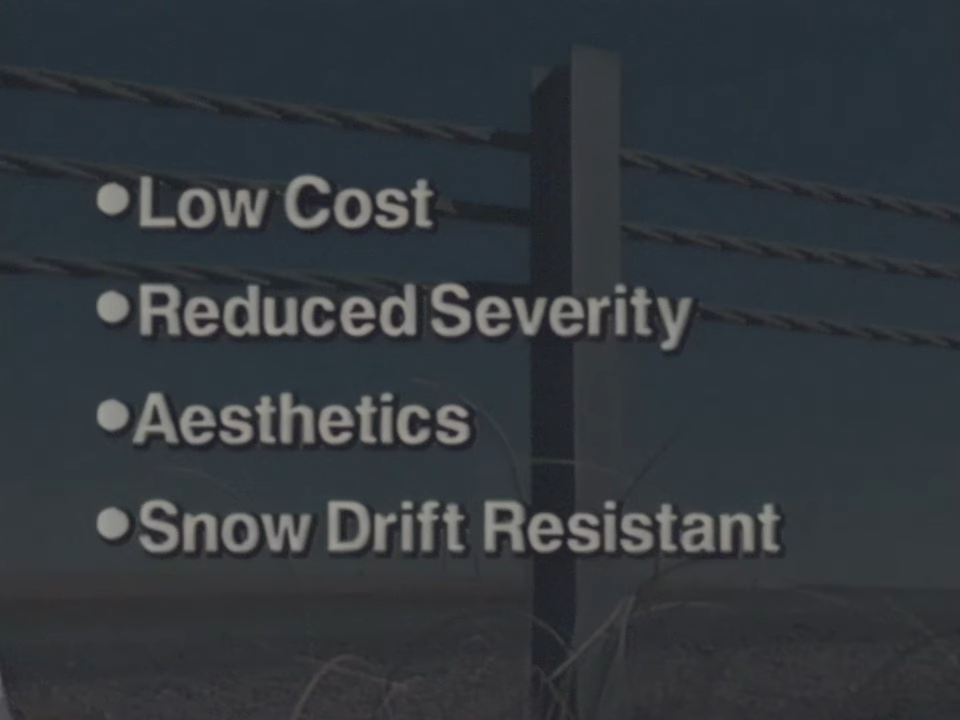 •Low Cost
•Reduced Severity
•Aesthetics
•Snow Drift Resistant